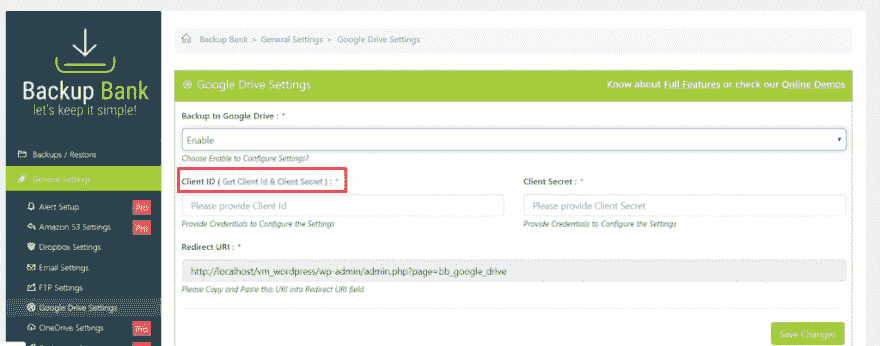 Backup Bank
let's keep it simple!
Backups / Restore
General Settings
Alert Setup Pro
Amazon S3 Settings Pro
Dropbox Settings
Email Settings
FTP Settings
Google Drive Settings
OneDrive Settings Pro
Backup Bank > General Settings > Google Drive Settings
Google Drive Settings
Know about Full Features or check our Online Demos
Backup to Google Drive : *
Enable
Choose Enable to Configure Settings?
Client ID ( Get Client Id & Client Secret ) : *
Please provide Client Id
Provide Credentials to Configure the Settings
Client Secret : *
Please provide Client Secret
Provide Credentials to Configure the Settings
Redirect URI : *
http://localhost/vm_wordpress/wp-admin/admin.php?page=bb_google_drive
Please Copy and Paste this URI into Redirect URI field
Save Changes